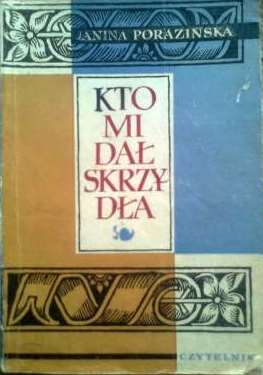 JANINA PORAZIŃSKA
KTO
MI
DAŁ
SKRZY-
DŁA
CZYTELNIK